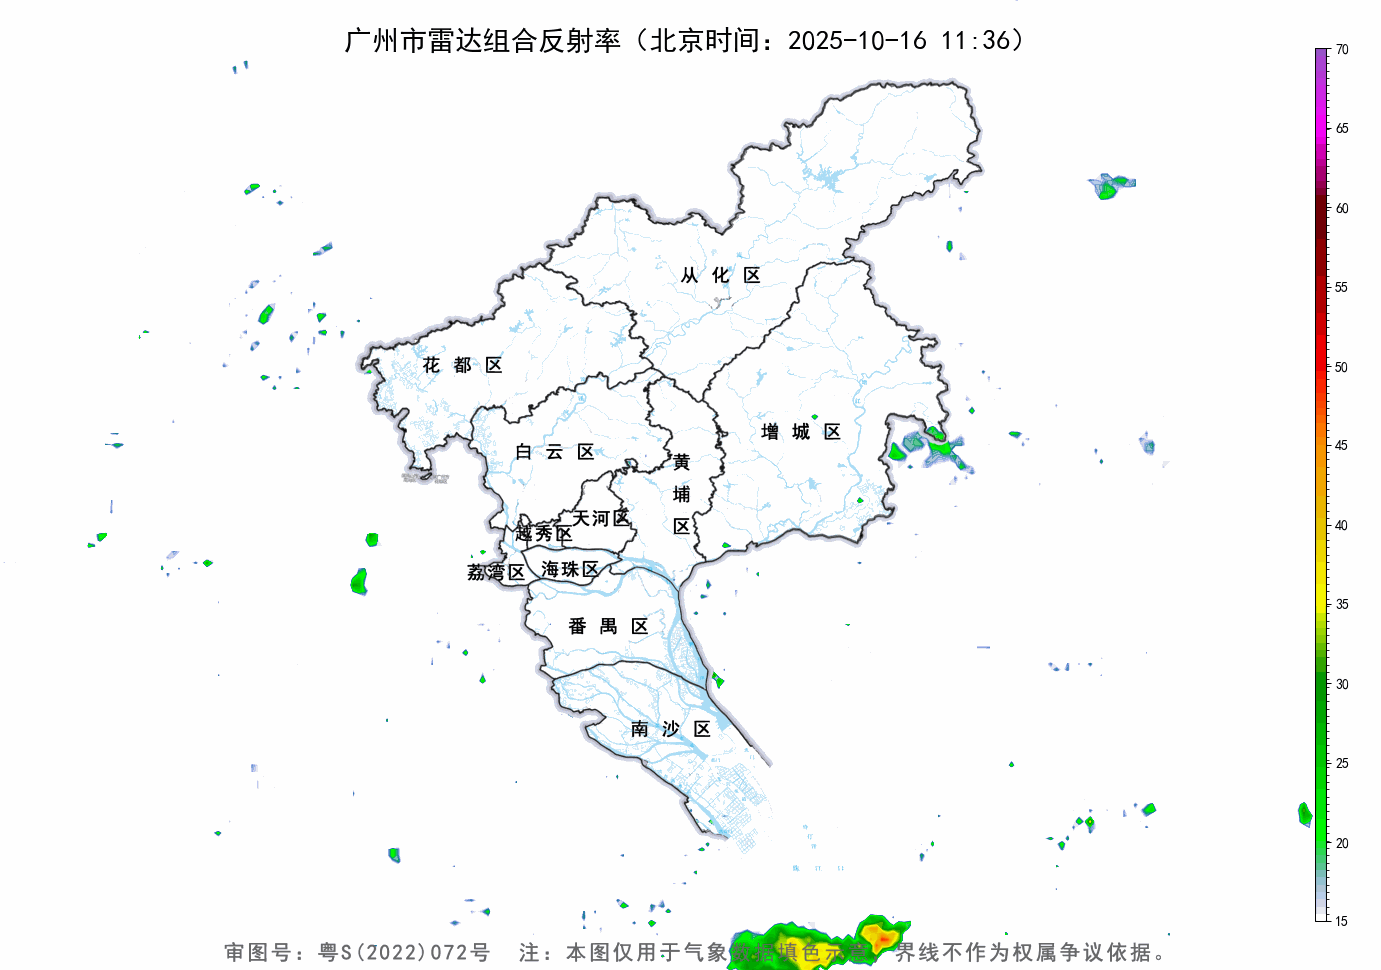 广州市雷达组合反射率（北京时间：2025-10-16 11:36）
70
65
60
55
50
45
40
35
30
25
20
15
从化区
花都区
增城区
白云区
黄埔区
天河区
越秀区
荔湾区
海珠区
番禺区
南沙区
审图号：粤S(2022)072号 注：本图仅用于气象数据填色示意 界线不作为权属争议依据。